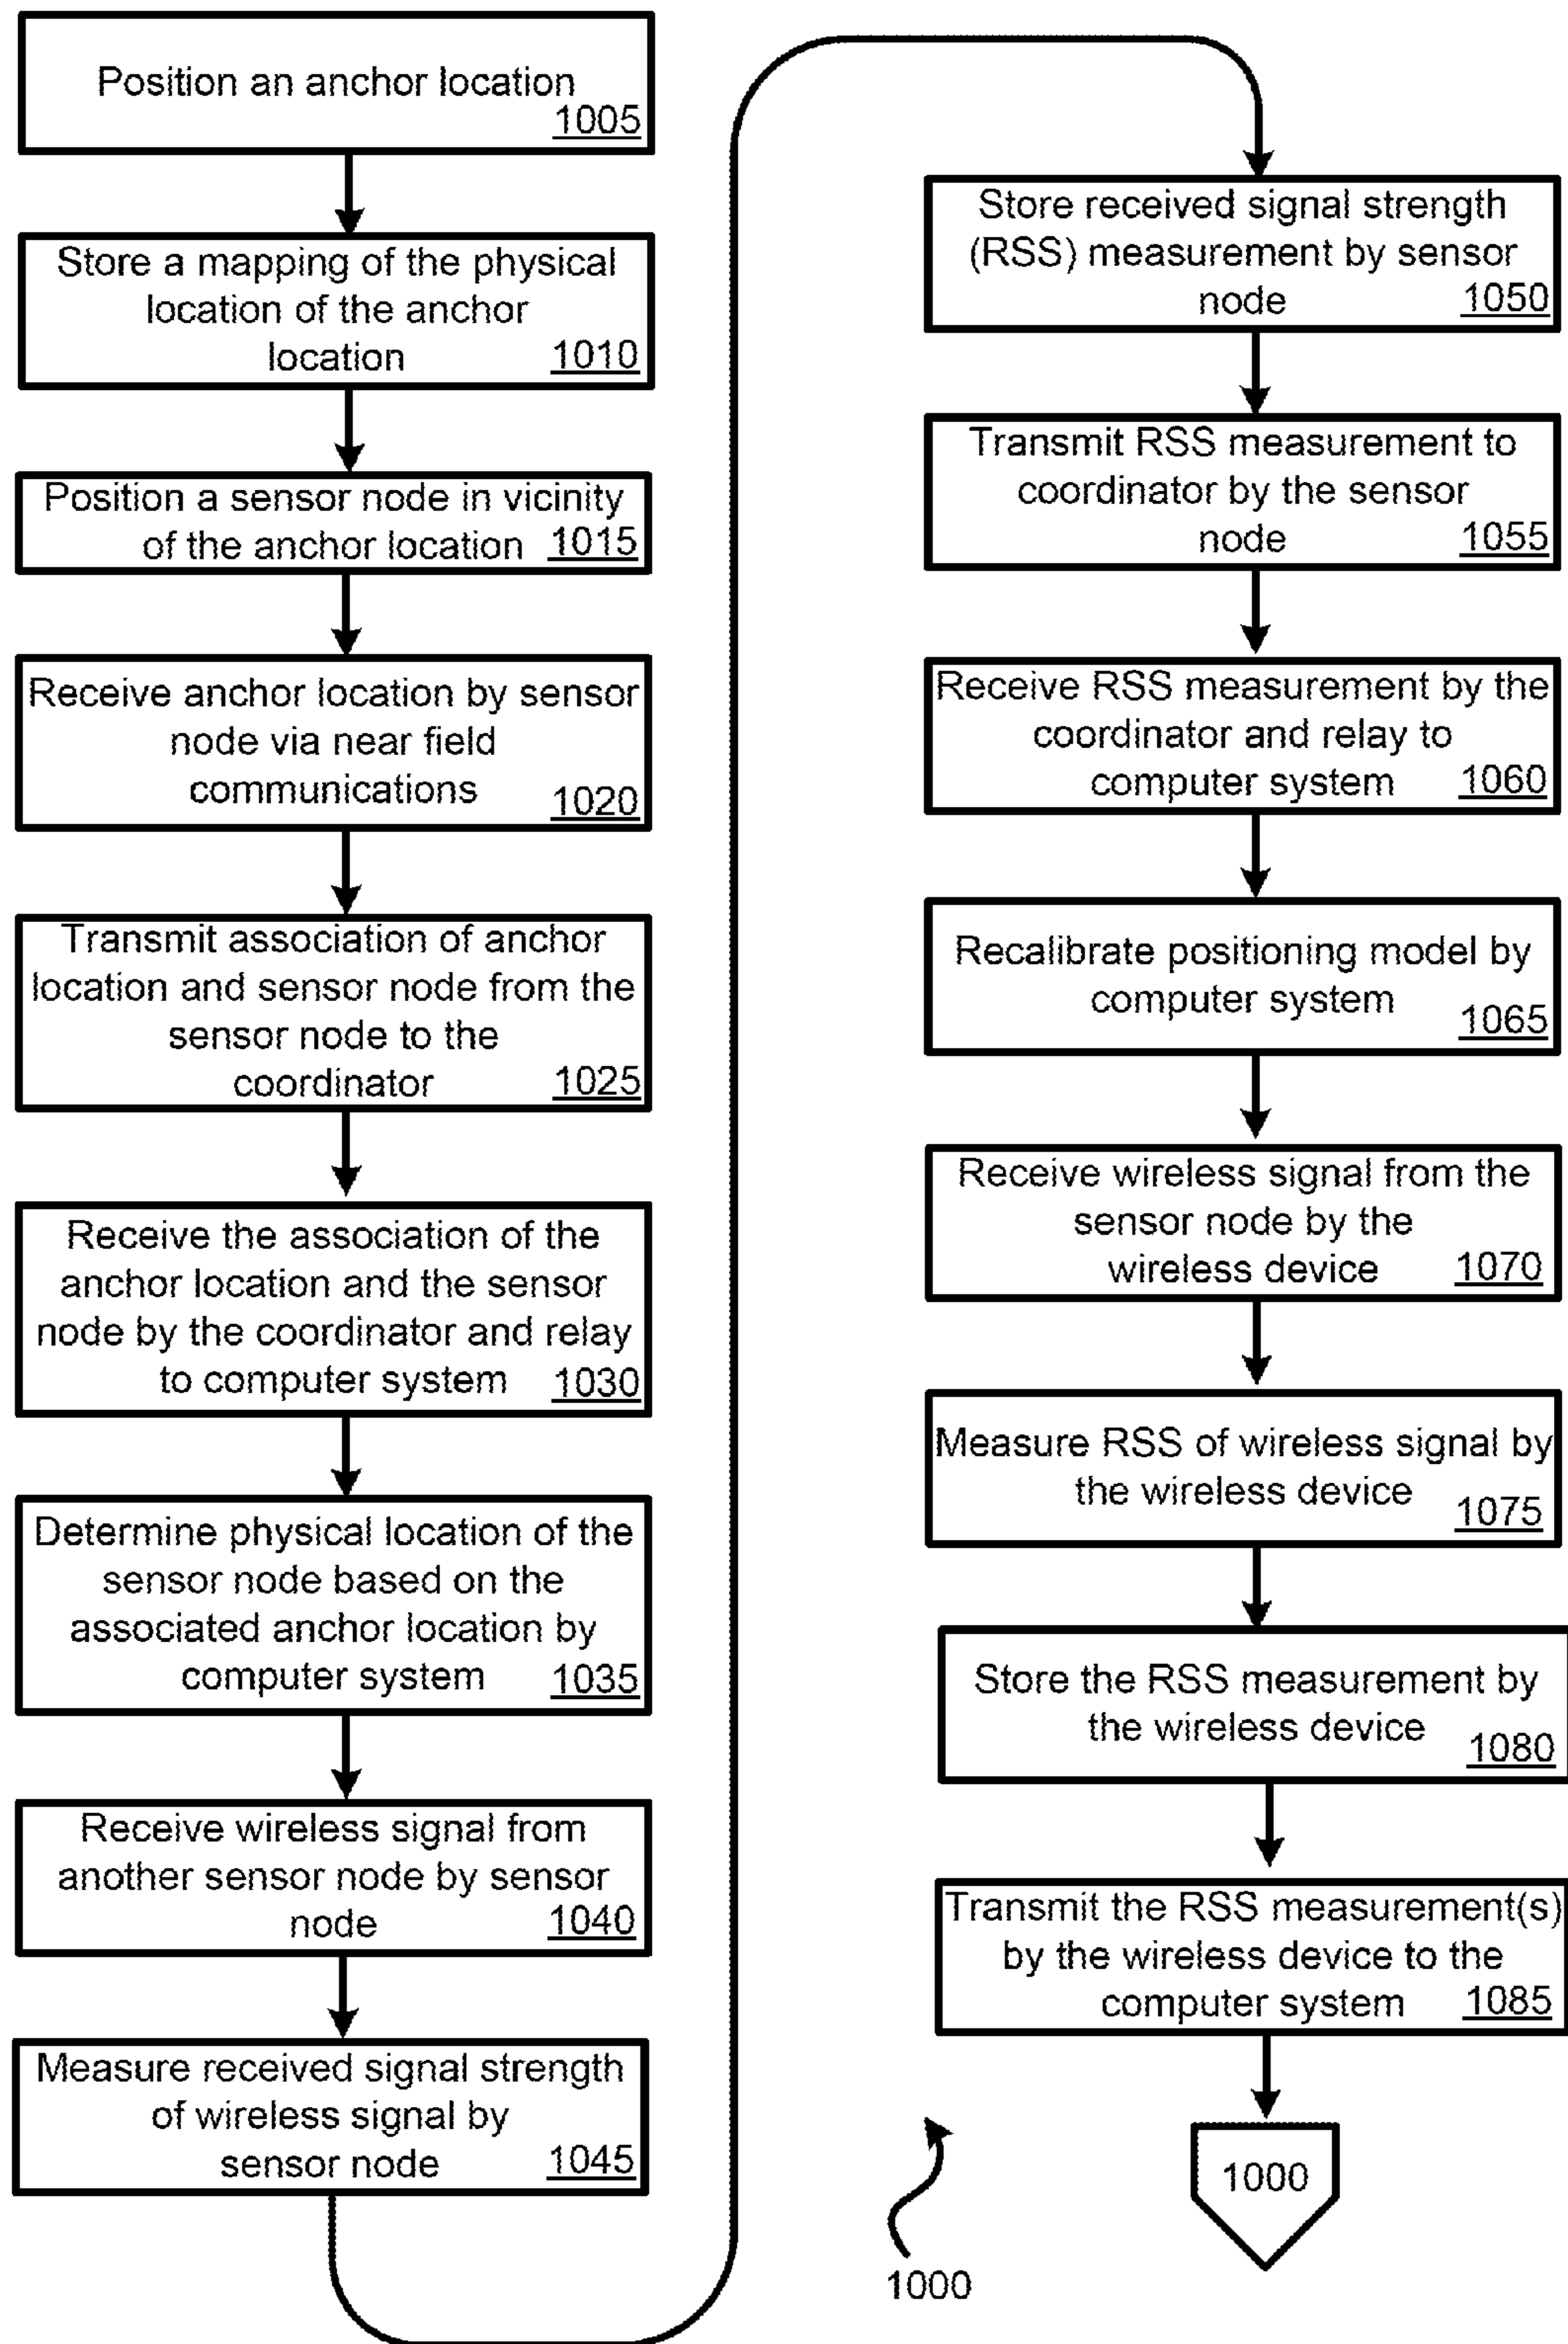 Position an anchor location
1005
Store a mapping of the physical
location of the anchor
location 1010
Position a sensor node in vicinity
of the anchor location 1015
Receive anchor location by sensor
node via near field
communications 1020
Transmit association of anchor
location and sensor node from the
sensor node to the
coordinator 1025
Receive the association of the
anchor location and the sensor
node by the coordinator and relay
to computer system 1030
Determine physical location of the
sensor node based on the
associated anchor location by
computer system 1035
Receive wireless signal from
another sensor node by sensor
node 1040
Measure received signal strength
of wireless signal by
sensor node 1045
Store received signal strength
(RSS) measurement by sensor
node 1050
Transmit RSS measurement to
coordinator by the sensor
node 1055
Receive RSS measurement by the
coordinator and relay to
computer system 1060
Recalibrate positioning model by
computer system 1065
Receive wireless signal from the
sensor node by the
wireless device 1070
Measure RSS of wireless signal by
the wireless device 1075
Store the RSS measurement by
the wireless device 1080
Transmit the RSS measurement(s)
by the wireless device to the
computer system 1085
1000
1000